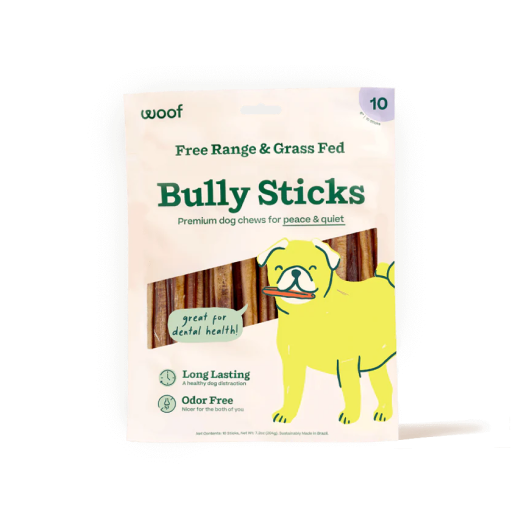 woof
10
Free Range & Grass Fed
Bully Sticks
Premium dog chews for peace & quiet
great for
dental health!
Long Lasting
A healthy dog distraction
Odor Free
Nicer for the both of you